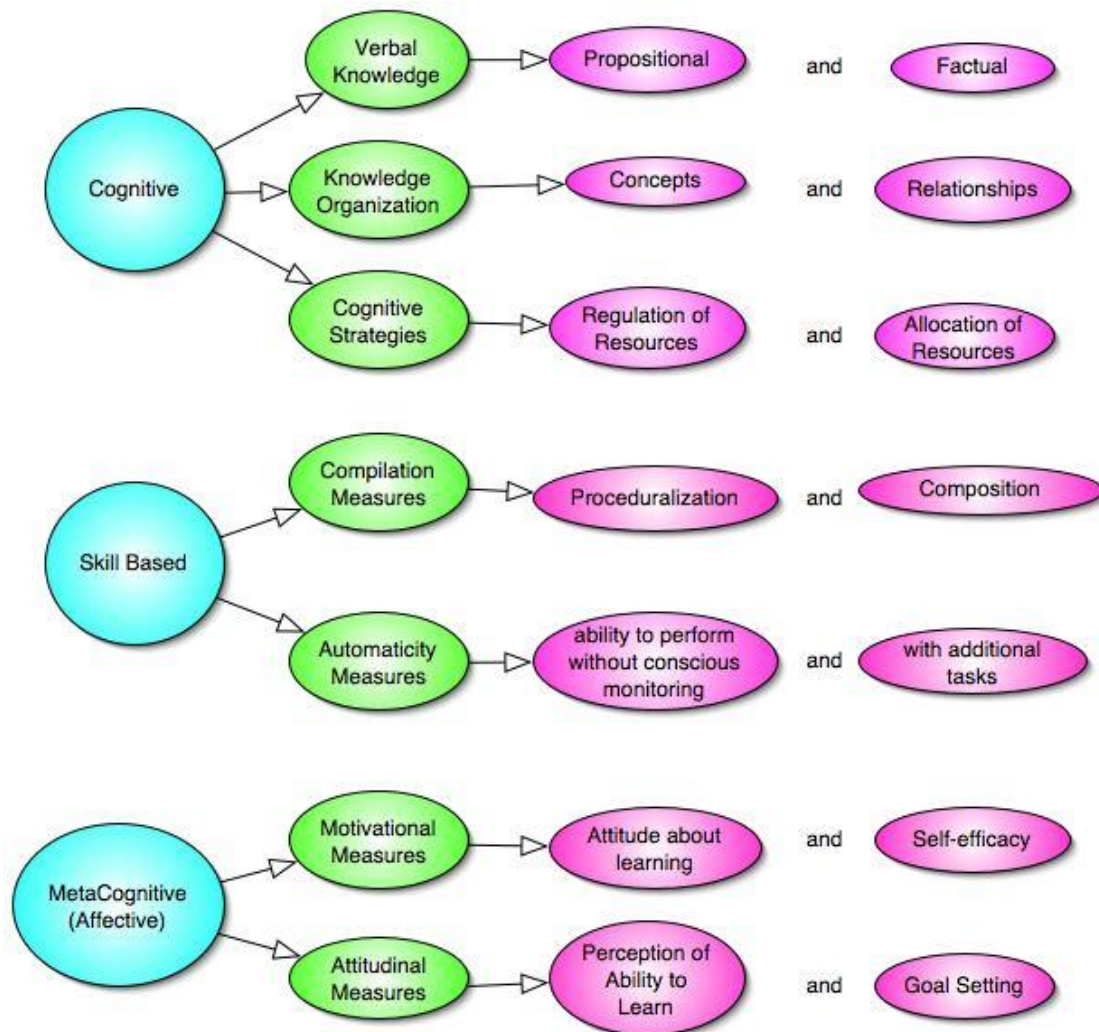 Verbal
Knowledge
Propositional
and
Factual
Cognitive
Knowledge
Organization
Concepts
and
Relationships
Cognitive
Strategies
Regulation of
Resources
and
Allocation of
Resources
Compilation
Measures
Proceduralization
and
Composition
Skill Based
Automaticity
Measures
ability to perform
without conscious
monitoring
and
with additional
tasks
Motivational
Measures
Attitude about
learning
and
Self-efficacy
MetaCognitive
(Affective)
Attitudinal
Measures
Perception of
Ability to
Learn
and
Goal Setting